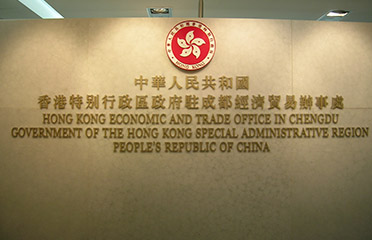 HONG KONG
中華人民共和國
香港特別行政區政府駐成都經濟貿易辦事處
HONG KONG ECONOMIC AND TRADE OFFICE IN CHENGDU
GOVERNMENT OF THE HONG KONG SPECIAL ADMINISTRATIVE REGION
PEOPLE'S REPUBLIC OF CHINA